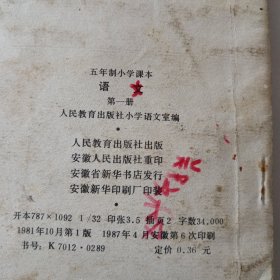 五年制小学课本
语文
第一册
人民教育出版社小学语文室编
人民教育出版社出版
安徽人民出版社重印
安徽省新华书店发行
安徽新华印刷厂印装
开本787×1092 1/32 印张3.5 插页2 字数34,000
1981年10月第1版 1987年4月安徽第6次印刷
书号 K7012·0289 定价 0.36 元